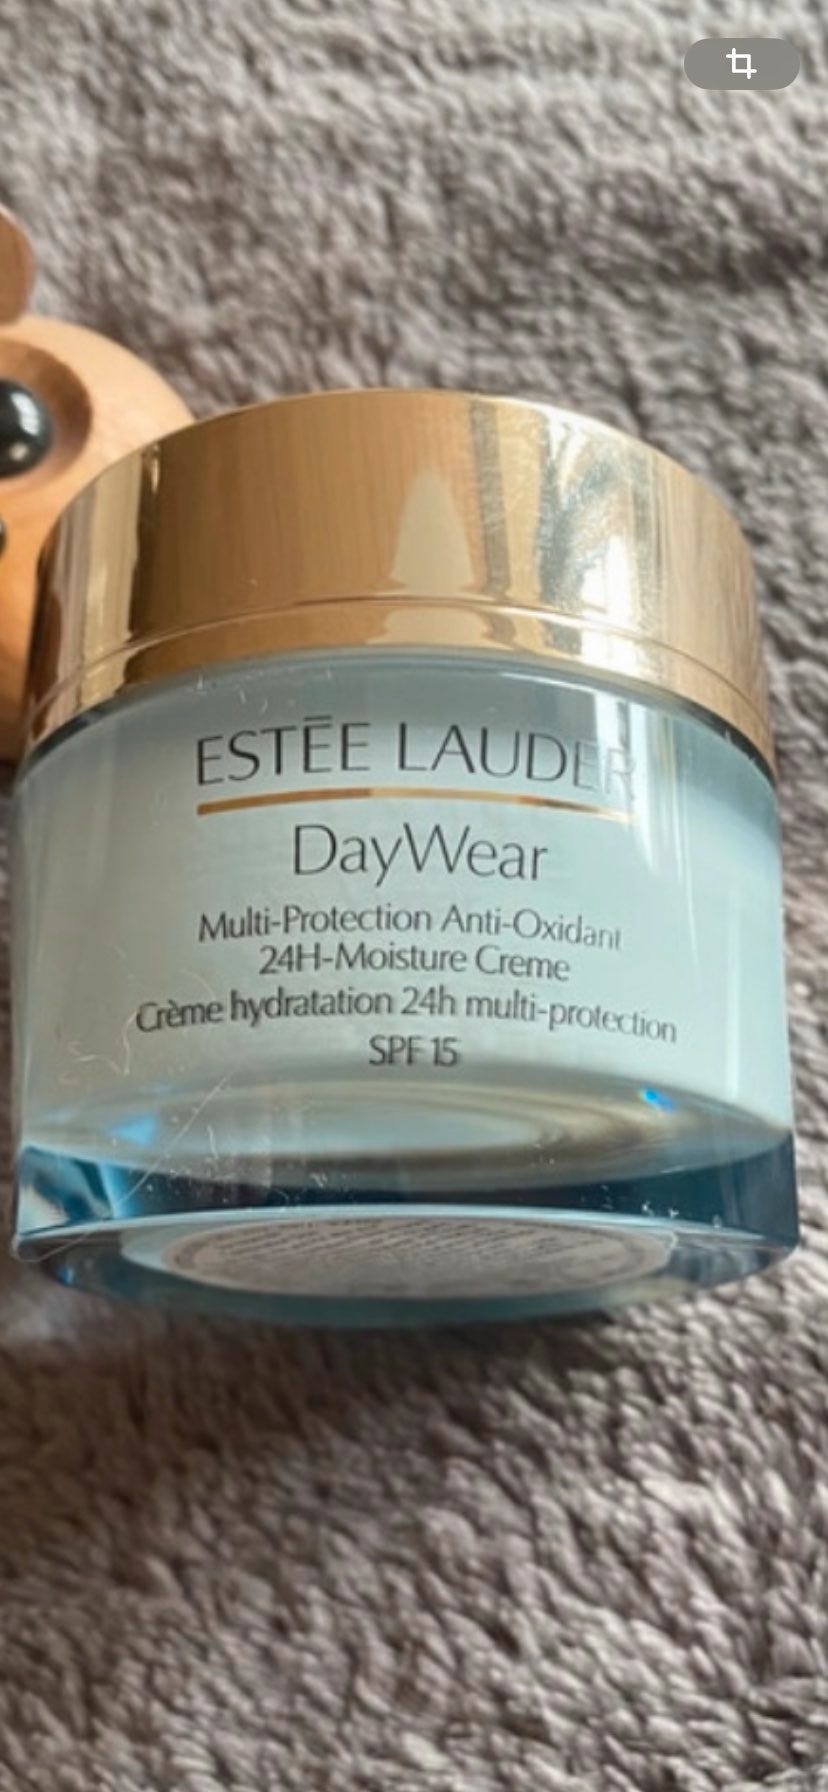 ESTĒE LAUDER
DayWear
Multi-Protection Anti-Oxidant
24H-Moisture Creme
Crème hydratation 24h multi-protection
SPF 15